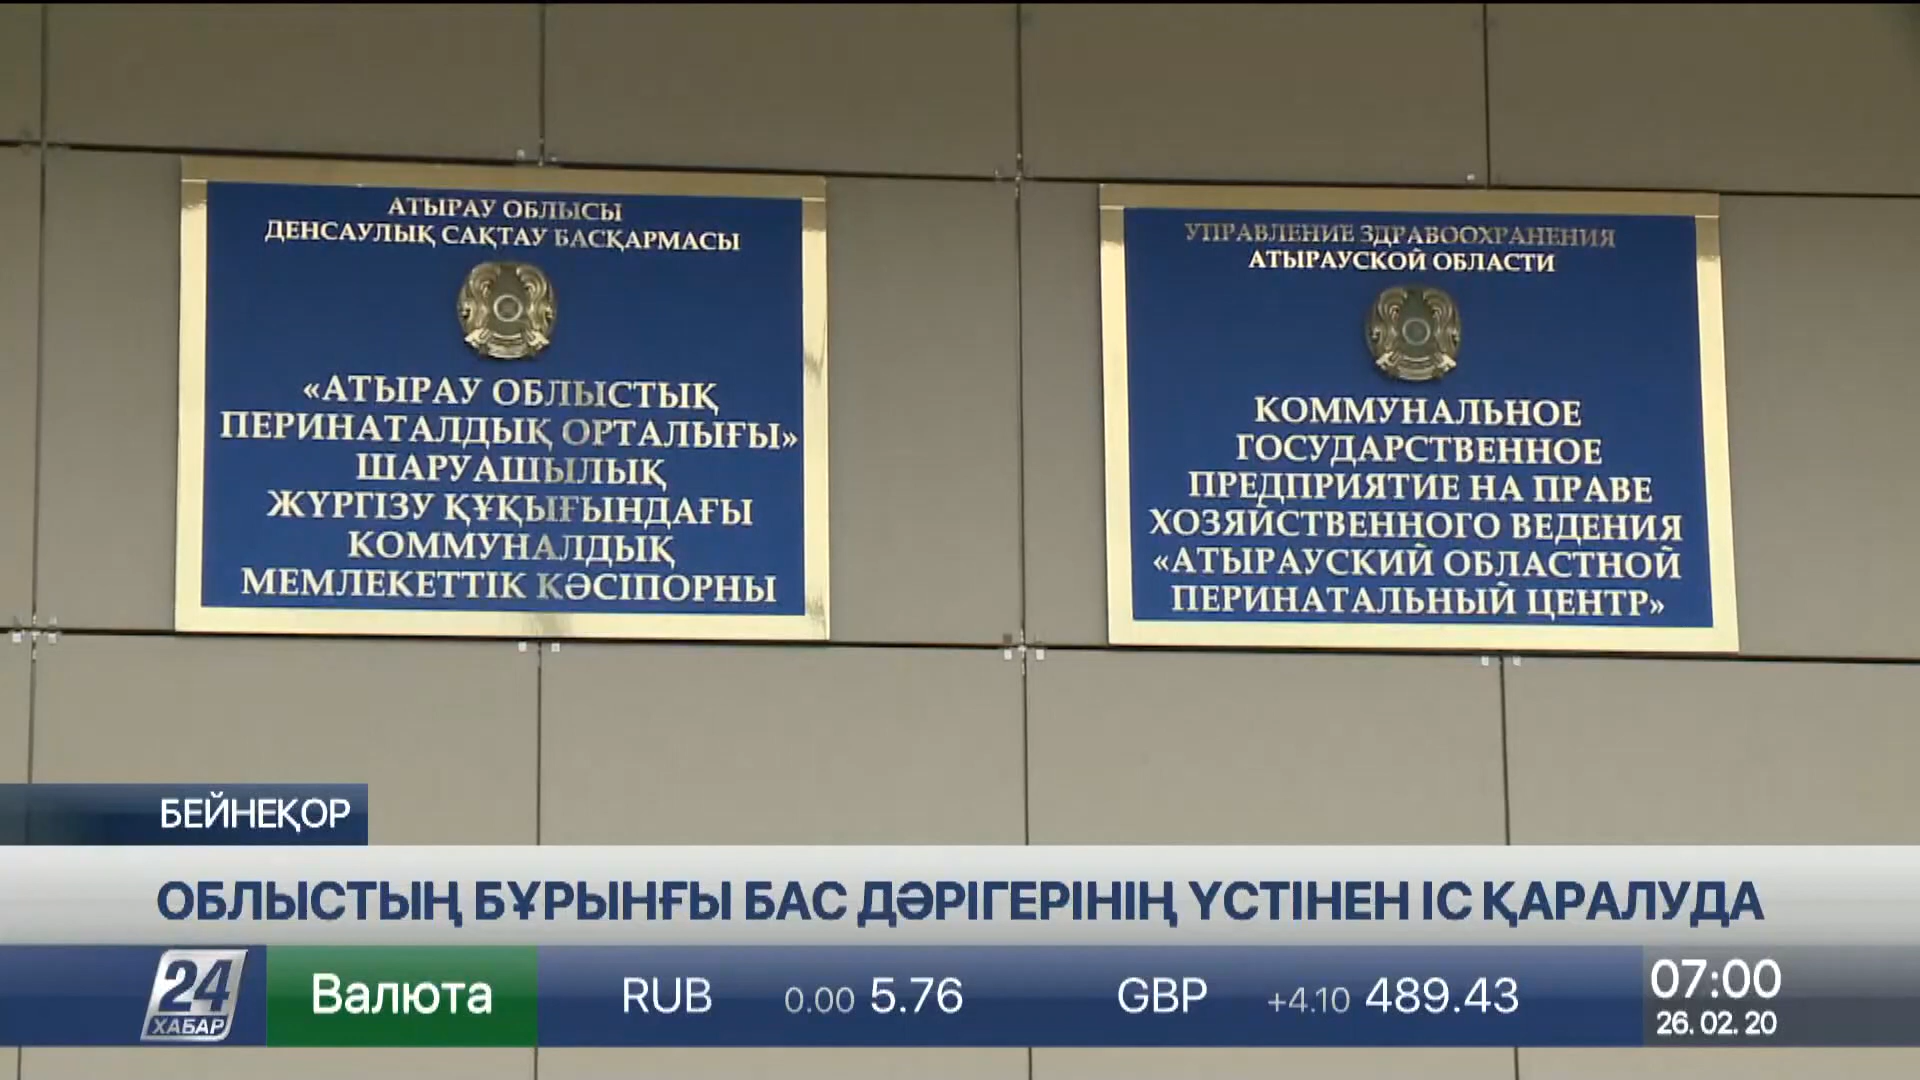 АТЫРАУ ОБЛЫСЫ
ДЕНСАУЛЫҚ САҚТАУ БАСҚАРМАСЫ
«АТЫРАУ ОБЛЫСТЫҚ
ПЕРИНАТАЛДЫҚ ОРТАЛЫҒЫ»
ШАРУАШЫЛЫҚ
ЖҮРГІЗУ ҚҰҚЫҒЫНДАҒЫ
КОММУНАЛДЫҚ
МЕМЛЕКЕТТІК КӘСІПОРНЫ
УПРАВЛЕНИЕ ЗДРАВООХРАНЕНИЯ
АТЫРАУСКОЙ ОБЛАСТИ
КОММУНАЛЬНОЕ
ГОСУДАРСТВЕННОЕ
ПРЕДПРИЯТИЕ НА ПРАВЕ
ХОЗЯЙСТВЕННОГО ВЕДЕНИЯ
«АТЫРАУСКИЙ ОБЛАСТНОЙ
ПЕРИНАТАЛЬНЫЙ ЦЕНТР»
БЕЙНЕҚОР
ОБЛЫСТЫҢ БҰРЫНҒЫ БАС ДӘРІГЕРІНІҢ ҮСТІНЕН ІС ҚАРАЛУДА
24
ХАБАР
Валюта
RUB 0.00 5.76 GBP +4.10 489.43
07:00
26. 02. 20